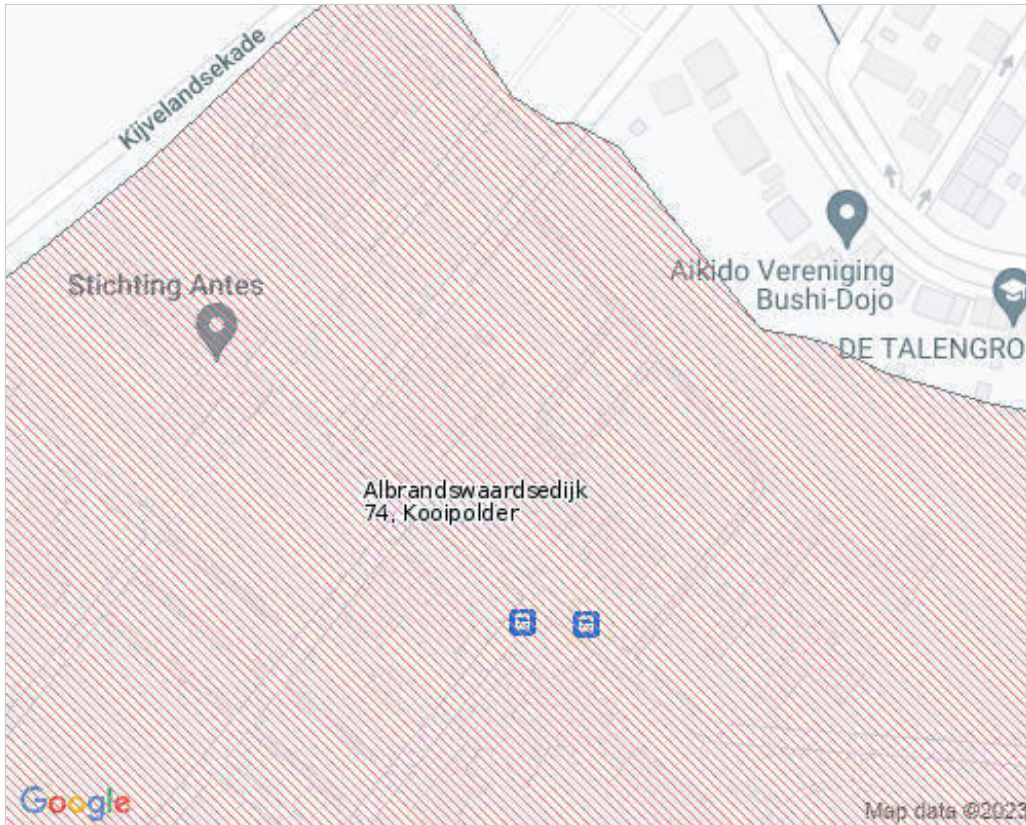 Kijvelandsekade
Stichting Antes
Aikido Vereniging
Bushi-Dojo
DE TALENGRO
Albrandswaardsedijk
74, Kooipolder
Google
Map data ©2023